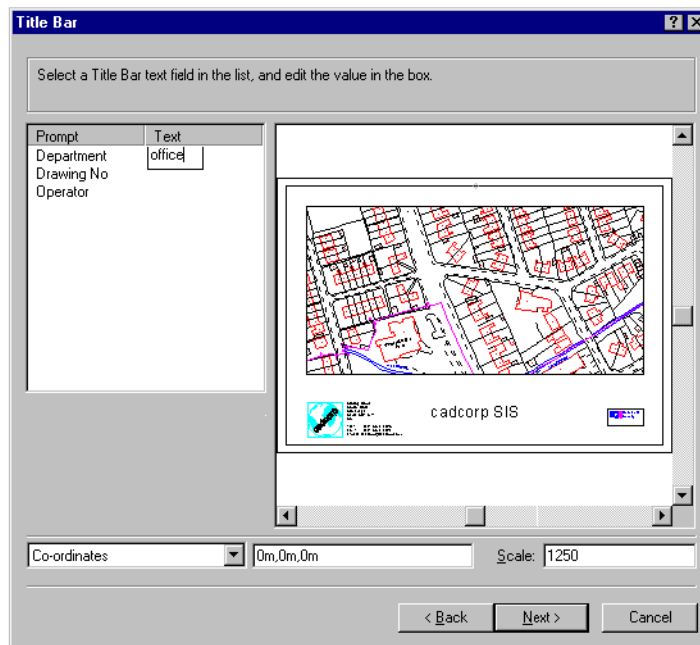 Title Bar
Select a Title Bar text field in the list, and edit the value in the box.
Prompt Text
Department office
Drawing No
Operator
cadcorp SIS
Co-ordinates 0m,0m,0m Scale: 1250
< Back Next > Cancel